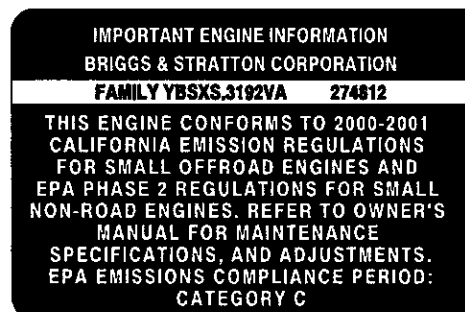 IMPORTANT ENGINE INFORMATION
BRIGGS & STRATTON CORPORATION
FAMILY YBSXS.3192VA 274812
THIS ENGINE CONFORMS TO 2000-2001
CALIFORNIA EMISSION REGULATIONS
FOR SMALL OFFROAD ENGINES AND
EPA PHASE 2 REGULATIONS FOR SMALL
NON-ROAD ENGINES. REFER TO OWNER'S
MANUAL FOR MAINTENANCE
SPECIFICATIONS, AND ADJUSTMENTS.
EPA EMISSIONS COMPLIANCE PERIOD:
CATEGORY C